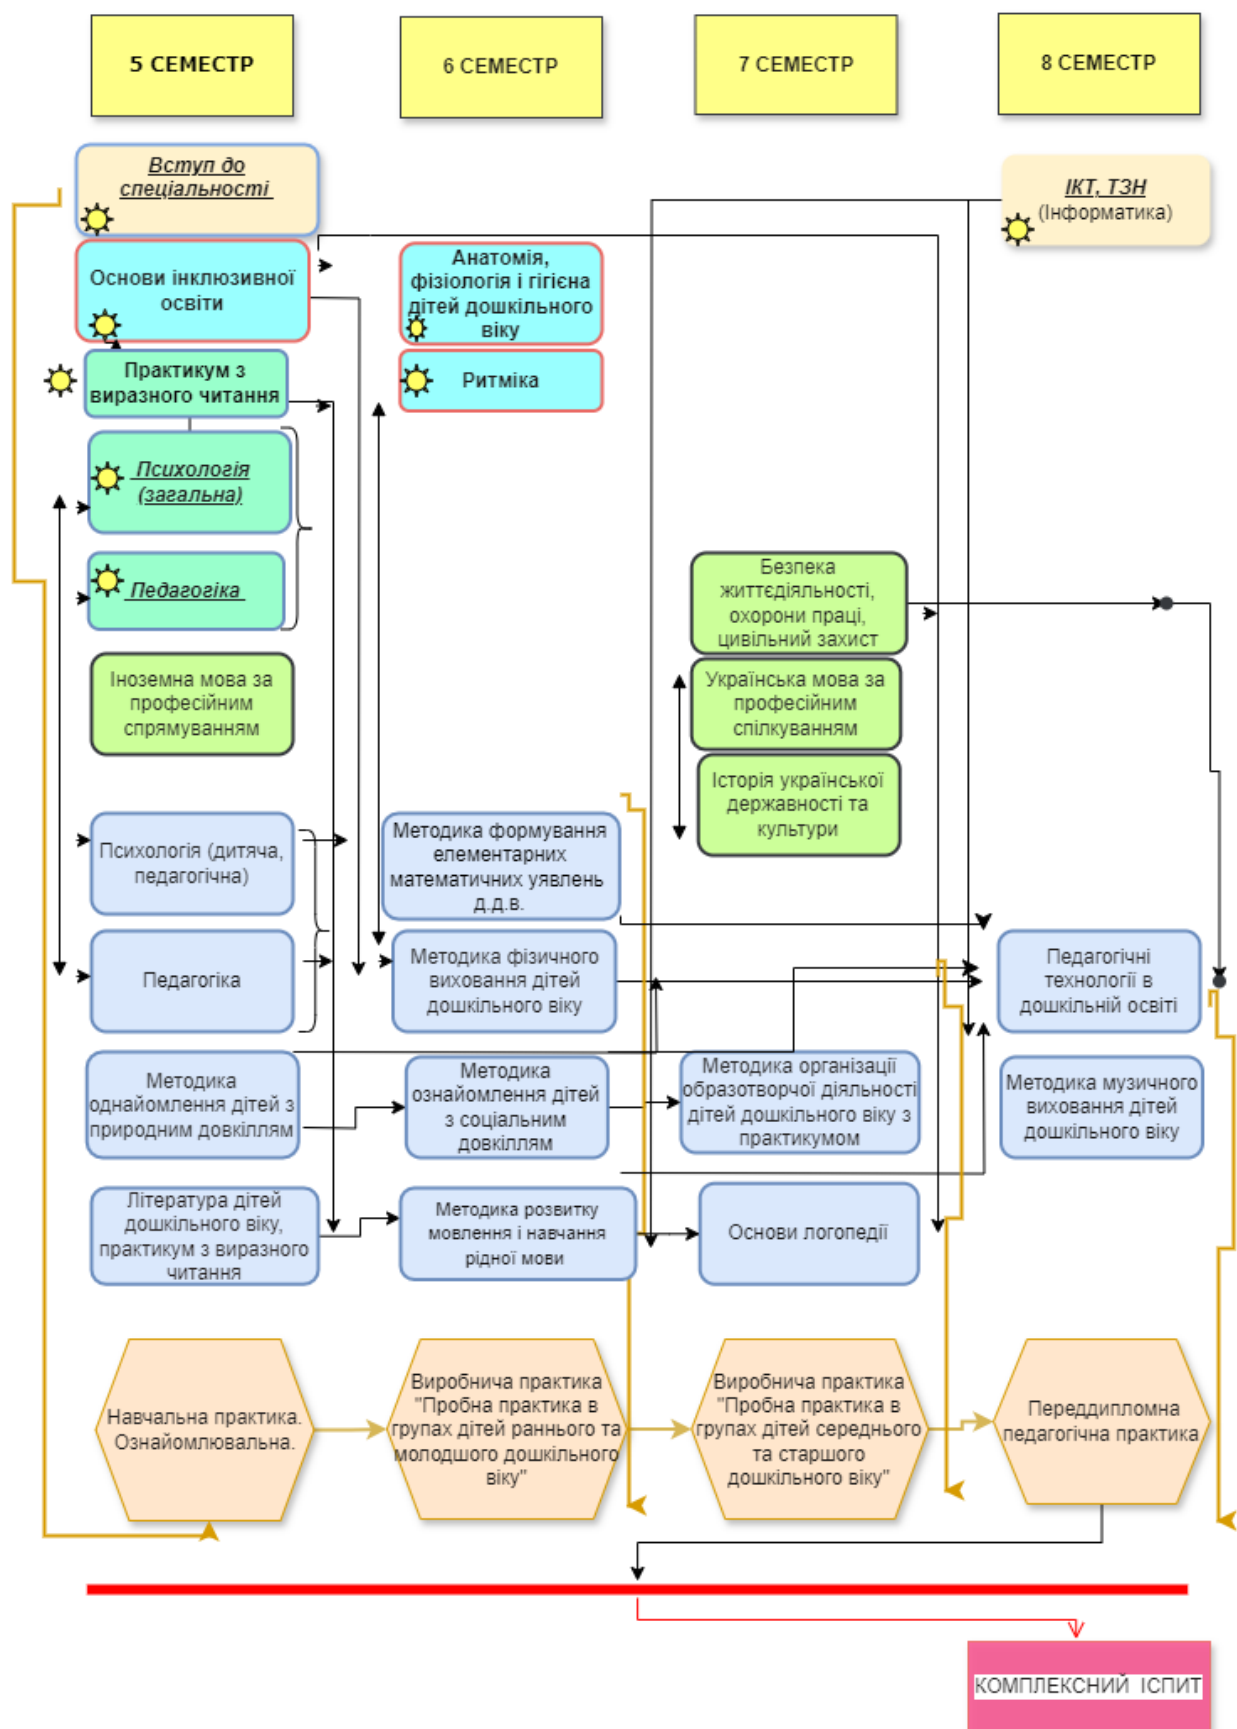 5 СЕМЕСТР
6 СЕМЕСТР
7 СЕМЕСТР
8 СЕМЕСТР
Вступ до
спеціальності
ІКТ, ТЗН
(Інформатика)
Основи інклюзивної
освіти
Анатомія,
фізіологія і гігієна
дітей дошкільного
віку
Практикум з
виразного читання
Ритміка
Психологія
(загальна)
Педагогіка
Безпека
життєдіяльності,
охорони праці,
цивільний захист
Іноземна мова за
професійним
спрямуванням
Українська мова за
професійним
спілкуванням
Історія української
державності та
культури
Психологія (дитяча,
педагогічна)
Методика формування
елементарних
математичних уявлень
д.д.в.
Педагогіка
Методика фізичного
виховання дітей
дошкільного віку
Педагогічні
технології в
дошкільній освіті
Методика
однайомлення дітей з
природним довкіллям
Методика
ознайомлення дітей
з соціальним
довкіллям
Методика організації
образотворчої діяльності
дітей дошкільного віку з
практикумом
Методика музичного
виховання дітей
дошкільного віку
Література дітей
дошкільного віку,
практикум з виразного
читання
Методика розвитку
мовлення і навчання
рідної мови
Основи логопедії
Навчальна практика.
Ознайомлювальна.
Виробнича практика
"Пробна практика в
групах дітей раннього та
молодшого дошкільного
віку"
Виробнича практика
"Пробна практика в
групах дітей середнього
та старшого
дошкільного віку"
Переддипломна
педагогічна практика
КОМПЛЕКСНИЙ ІСПИТ